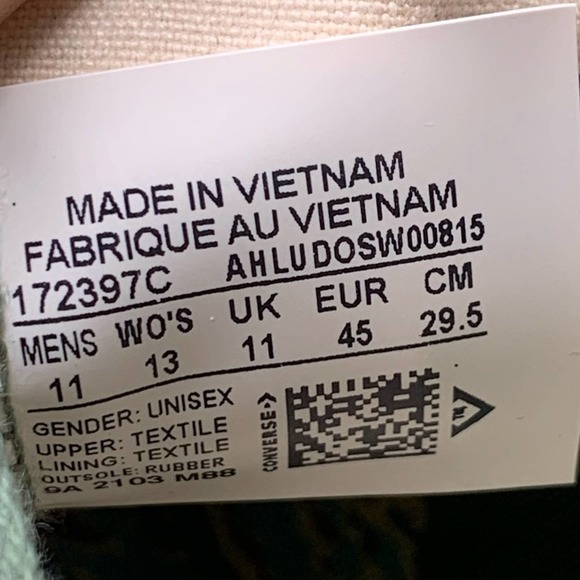 MADE IN VIETNAM
FABRIQUE AU VIETNAM
172397C AHLUDOSW00815
MENS WO'S UK EUR CM
11 13 11 45 29.5
GENDER: UNISEX
UPPER: TEXTILE
LINING: TEXTILE
OUTSOLE: RUBBER
9A 2103 M88
CONVERSE